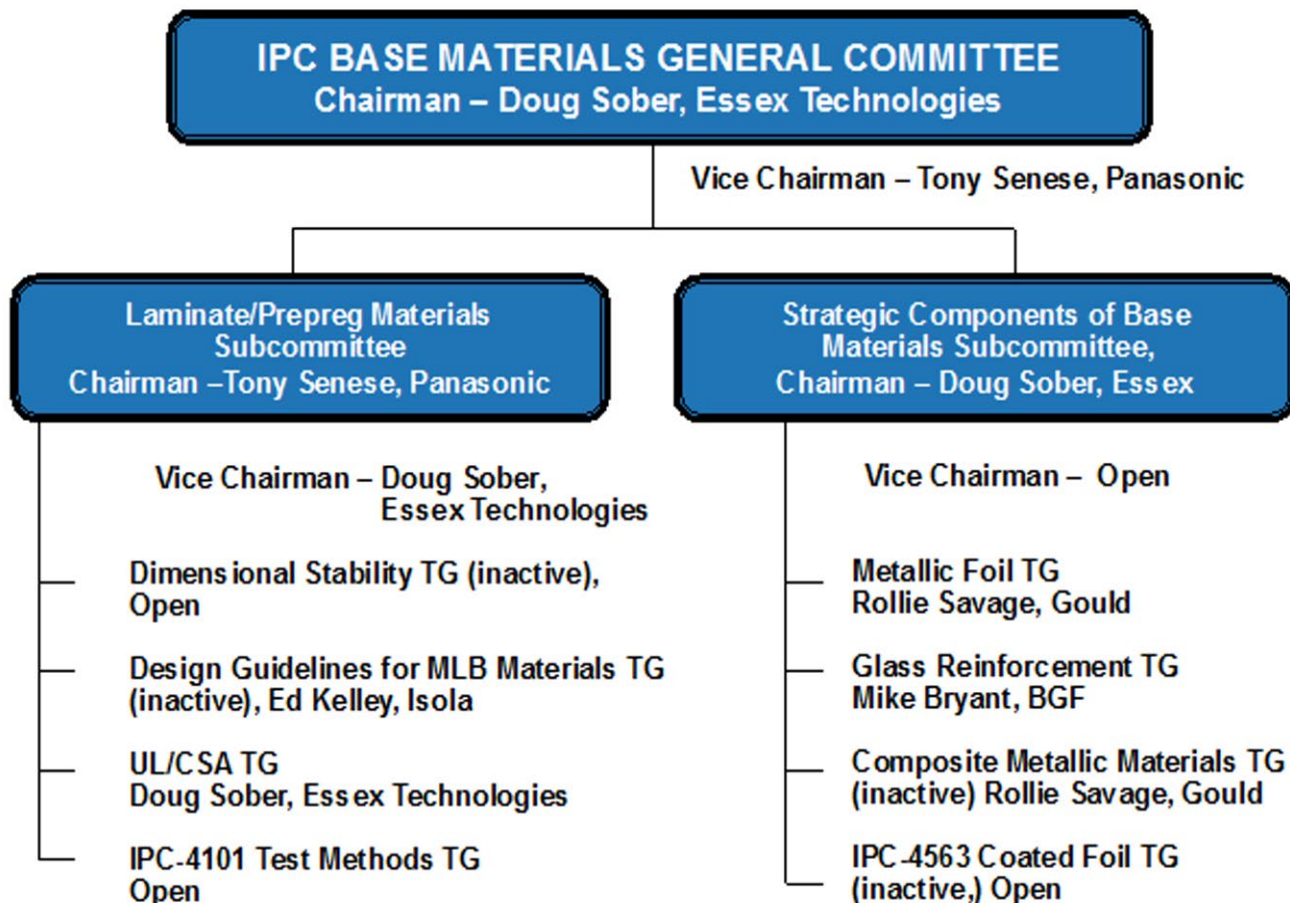 IPC BASE MATERIALS GENERAL COMMITTEE
Chairman – Doug Sober, Essex Technologies
Vice Chairman – Tony Senese, Panasonic
Laminate/Prepreg Materials
Subcommittee
Chairman –Tony Senese, Panasonic
Vice Chairman – Doug Sober,
Essex Technologies
Dimensional Stability TG (inactive),
Open
Design Guidelines for MLB Materials TG
(inactive), Ed Kelley, Isola
UL/CSA TG
Doug Sober, Essex Technologies
IPC-4101 Test Methods TG
Open
Strategic Components of Base
Materials Subcommittee,
Chairman – Doug Sober, Essex
Vice Chairman – Open
Metallic Foil TG
Rollie Savage, Gould
Glass Reinforcement TG
Mike Bryant, BGF
Composite Metallic Materials TG
(inactive) Rollie Savage, Gould
IPC-4563 Coated Foil TG
(inactive,) Open